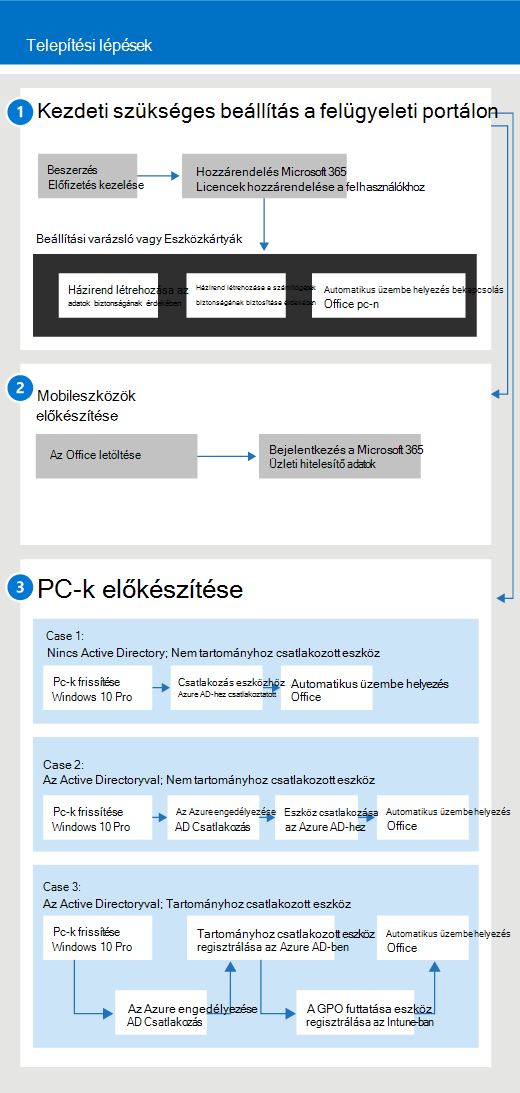 Telepítési lépések
1
Kezdeti szükséges beállítás a felügyeleti portálon
Beszerzés
Előfizetés kezelése
Hozzárendelés Microsoft 365
Licencek hozzárendelése a felhasználókhoz
Beállítási varázsló vagy Eszközkártyák
Házirend létrehozása az
adatok biztonságának érdekében
Házirend létrehozása a számítógépek
biztonságának biztosítása érdekében
Automatikus üzembe helyezés bekapcsolás
Office pc-n
2
Mobileszközök
előkészítése
Az Office letöltése
Bejelentkezés a Microsoft 365
Üzleti hitelesítő adatok
3
PC-k előkészítése
Case 1:
Nincs Active Directory; Nem tartományhoz csatlakozott eszköz
Pc-k frissítése
Windows 10 Pro
Csatlakozás eszközhöz
Azure AD-hez csatlakoztatott
Automatikus üzembe helyezés
Office
Case 2:
Az Active Directoryval; Nem tartományhoz csatlakozott eszköz
Pc-k frissítése
Windows 10 Pro
Az Azure engedélyezése
AD Csatlakozás
Eszköz csatlakozása
az Azure AD-hez
Automatikus üzembe helyezés
Office
Case 3:
Az Active Directoryval; Tartományhoz csatlakozott eszköz
Pc-k frissítése
Windows 10 Pro
Tartományhoz csatlakozott eszköz
regisztrálása az Azure AD-ben
Automatikus üzembe helyezés
Office
Az Azure engedélyezése
AD Csatlakozás
A GPO futtatása eszköz
regisztrálása az Intune-ban